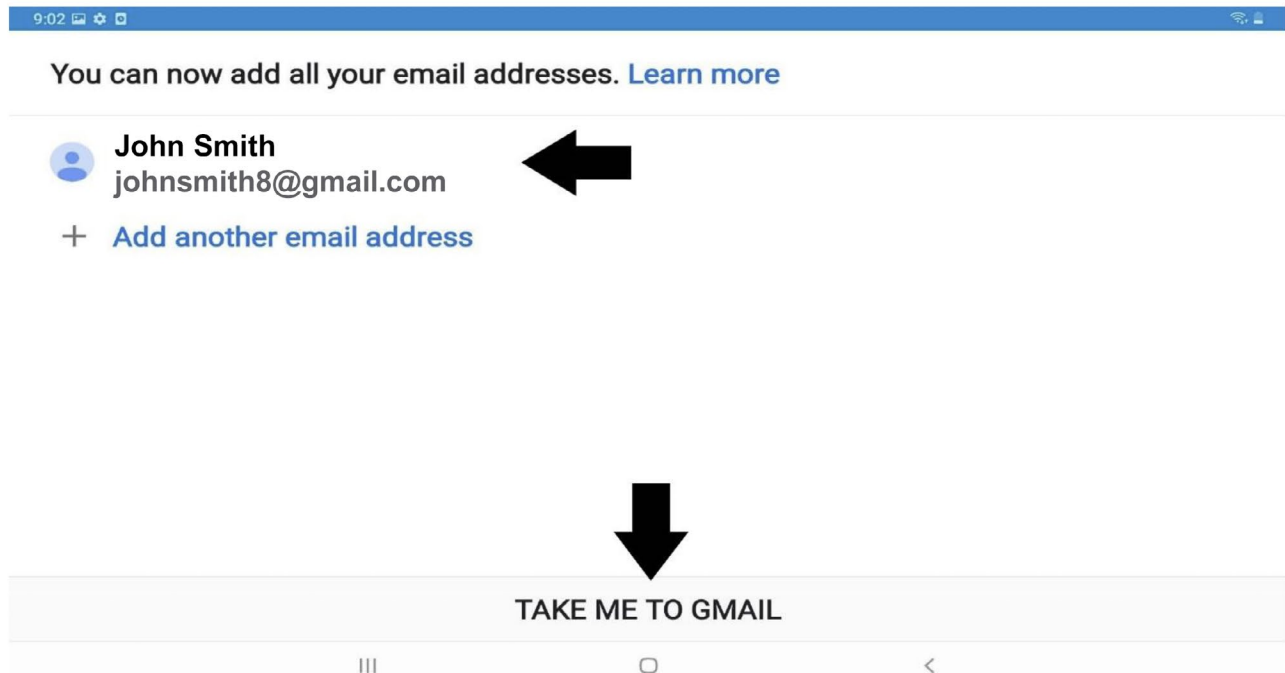 9:02
You can now add all your email addresses. Learn more
John Smith
johnsmith8@gmail.com
+ Add another email address
TAKE ME TO GMAIL